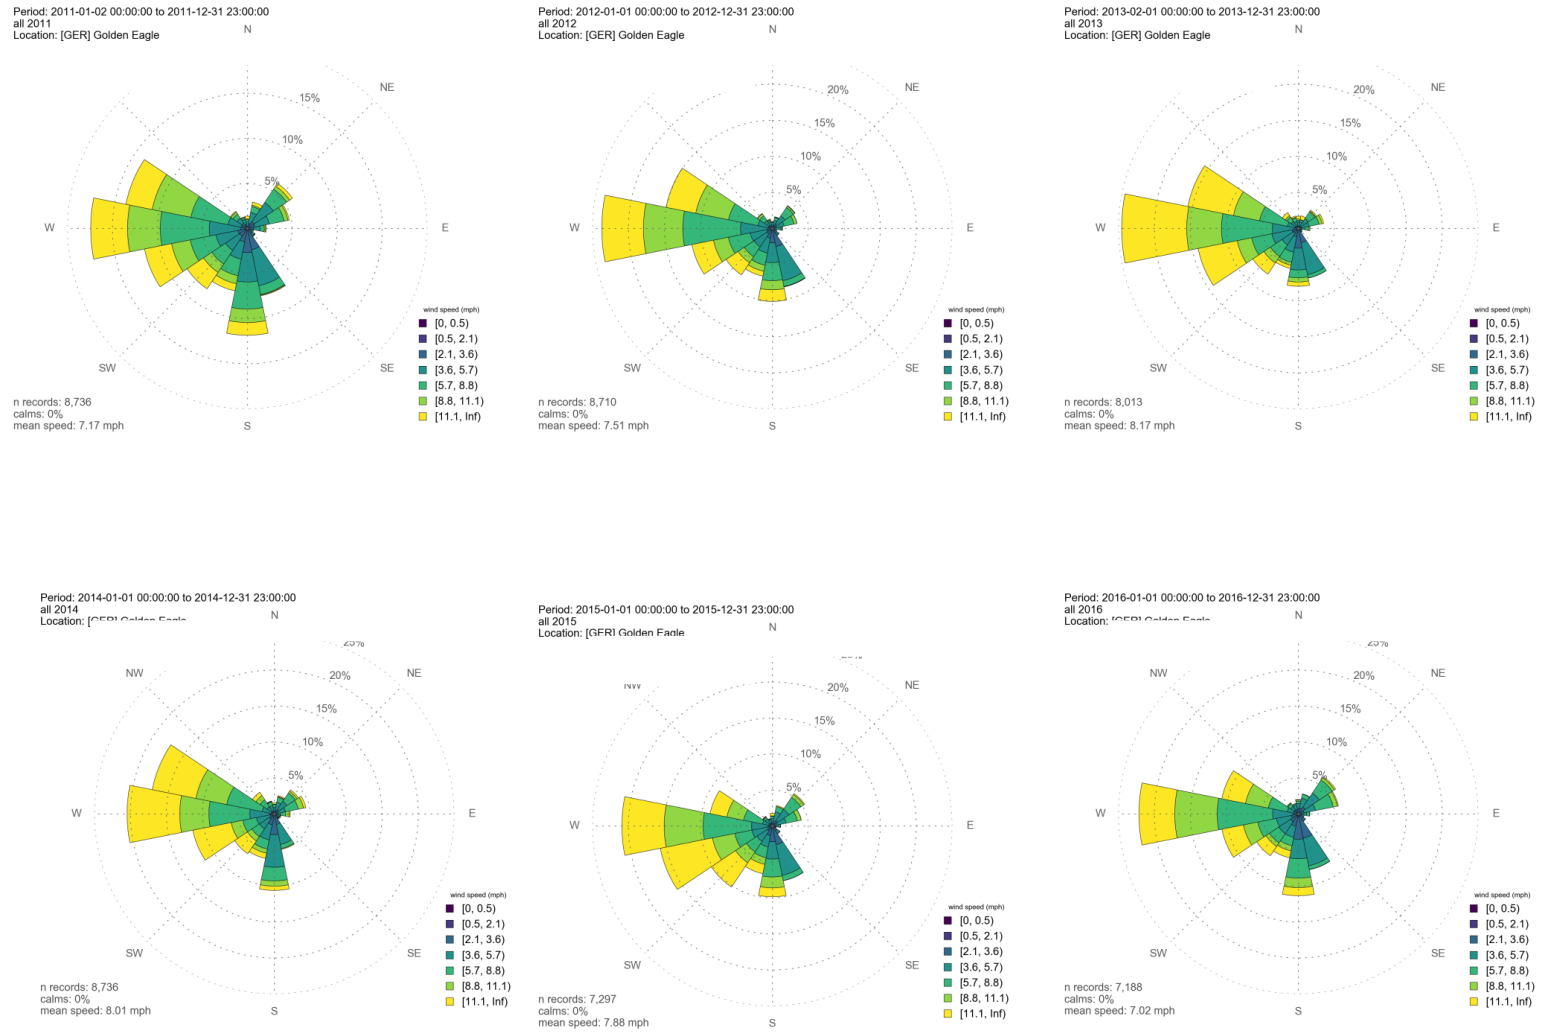 Period: 2011-01-02 00:00:00 to 2011-12-31 23:00:00
all 2011
Location: [GER] Golden Eagle
N
NE
15%
10%
5%
W
E
SW
SE
S
wind speed (mph)
[0, 0.5)
[0.5, 2.1)
[2.1, 3.6)
[3.6, 5.7)
[5.7, 8.8)
[8.8, 11.1)
[11.1, Inf)
n records: 8,736
calms: 0%
mean speed: 7.17 mph
Period: 2012-01-01 00:00:00 to 2012-12-31 23:00:00
all 2012
Location: [GER] Golden Eagle
N
NE
20%
15%
10%
5%
W
E
SW
SE
S
wind speed (mph)
[0, 0.5)
[0.5, 2.1)
[2.1, 3.6)
[3.6, 5.7)
[5.7, 8.8)
[8.8, 11.1)
[11.1, Inf)
n records: 8,710
calms: 0%
mean speed: 7.51 mph
Period: 2013-02-01 00:00:00 to 2013-12-31 23:00:00
all 2013
Location: [GER] Golden Eagle
N
NE
20%
15%
10%
5%
W
E
SW
SE
S
wind speed (mph)
[0, 0.5)
[0.5, 2.1)
[2.1, 3.6)
[3.6, 5.7)
[5.7, 8.8)
[8.8, 11.1)
[11.1, Inf)
n records: 8,013
calms: 0%
mean speed: 8.17 mph
Period: 2014-01-01 00:00:00 to 2014-12-31 23:00:00
all 2014
Location: [GER] Golden Eagle
N
25%
NW
NE
20%
15%
10%
5%
W
E
SW
SE
S
wind speed (mph)
[0, 0.5)
[0.5, 2.1)
[2.1, 3.6)
[3.6, 5.7)
[5.7, 8.8)
[8.8, 11.1)
[11.1, Inf)
n records: 8,736
calms: 0%
mean speed: 8.01 mph
Period: 2015-01-01 00:00:00 to 2015-12-31 23:00:00
all 2015
Location: [GER] Golden Eagle
N
NW
NE
20%
15%
10%
5%
W
E
SW
SE
S
wind speed (mph)
[0, 0.5)
[0.5, 2.1)
[2.1, 3.6)
[3.6, 5.7)
[5.7, 8.8)
[8.8, 11.1)
[11.1, Inf)
n records: 7,297
calms: 0%
mean speed: 7.88 mph
Period: 2016-01-01 00:00:00 to 2016-12-31 23:00:00
all 2016
Location: [GER] Golden Eagle
N
25%
NW
NE
20%
15%
10%
5%
W
E
SW
SE
S
wind speed (mph)
[0, 0.5)
[0.5, 2.1)
[2.1, 3.6)
[3.6, 5.7)
[5.7, 8.8)
[8.8, 11.1)
[11.1, Inf)
n records: 7,188
calms: 0%
mean speed: 7.02 mph